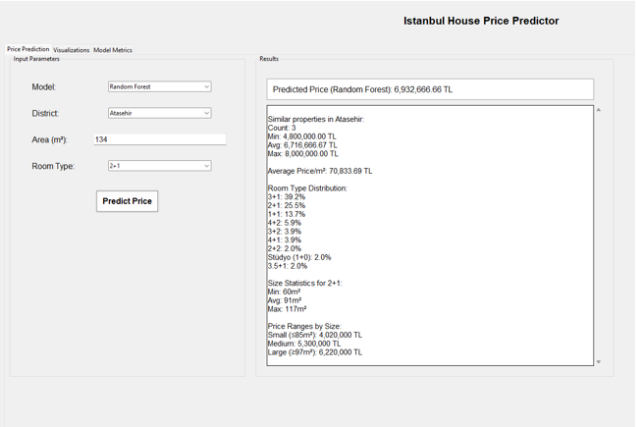 Istanbul House Price Predictor
Price Prediction Visualizations Model Metrics
Input Parameters
Model: Random Forest
District: Atasehir
Area (m²): 134
Room Type: 2+1
Predict Price
Results
Predicted Price (Random Forest): 6,932,666.66 TL
Similar properties in Atasehir:
Count: 3
Min: 4,800,000.00 TL
Avg: 6,716,666.67 TL
Max: 8,000,000.00 TL
Average Price/m²: 70,833.69 TL
Room Type Distribution:
3+1: 39.2%
2+1: 25.5%
1+1: 13.7%
4+2: 5.9%
3+2: 3.9%
4+1: 3.9%
2+2: 2.0%
Stüdyo (1+0): 2.0%
3.5+1: 2.0%
Size Statistics for 2+1:
Min: 60m²
Avg: 91m²
Max: 117m²
Price Ranges by Size:
Small (≤85m²): 4,020,000 TL
Medium: 5,300,000 TL
Large (≥97m²): 6,220,000 TL